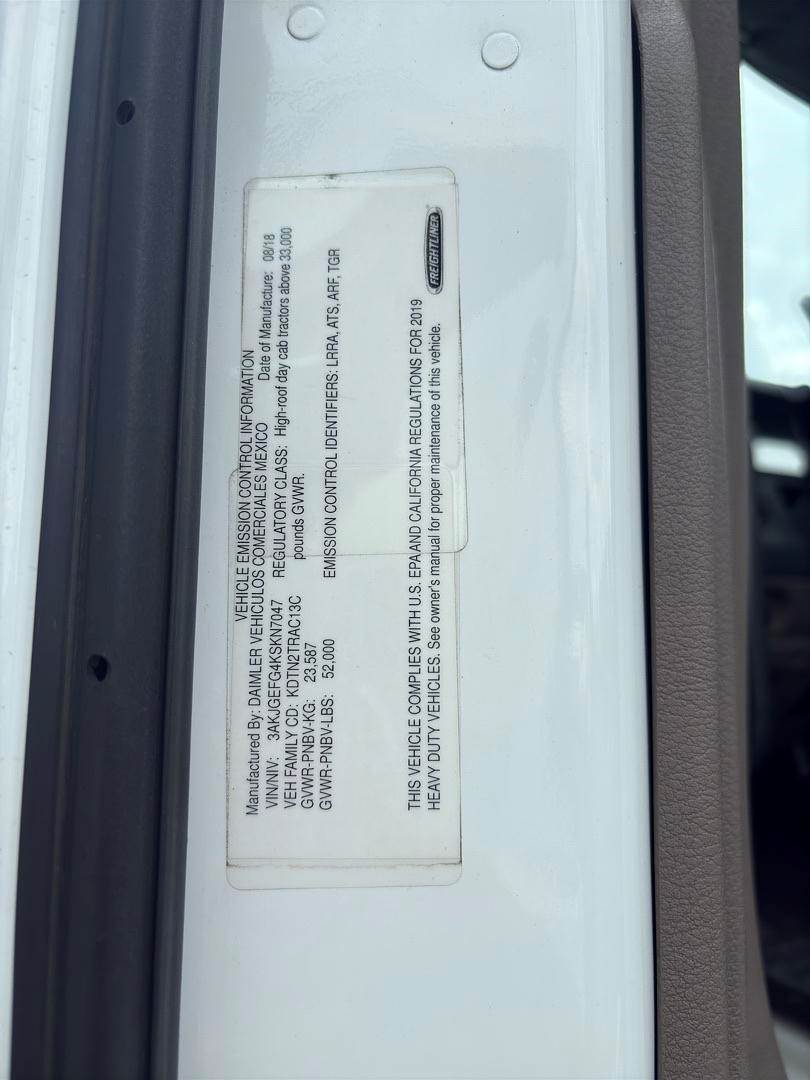 VEHICLE EMISSION CONTROL INFORMATION
Manufactured By: DAIMLER VEHICULOS COMERCIALES MEXICO Date of Manufacture: 08/18
VIN/NIV: 3AKJGEFG4KSKN7047 REGULATORY CLASS: High-roof day cab tractors above 33,000
VEH FAMILY CD: KDTN2TRAC13C pounds GVWR.
GVWR-PNBV-KG: 23,587
GVWR-PNBV-LBS: 52,000 EMISSION CONTROL IDENTIFIERS: LRRA, ATS, ARF, TGR
THIS VEHICLE COMPLIES WITH U.S. EPA AND CALIFORNIA REGULATIONS FOR 2019
HEAVY DUTY VEHICLES. See owner's manual for proper maintenance of this vehicle.
FREIGHTLINER